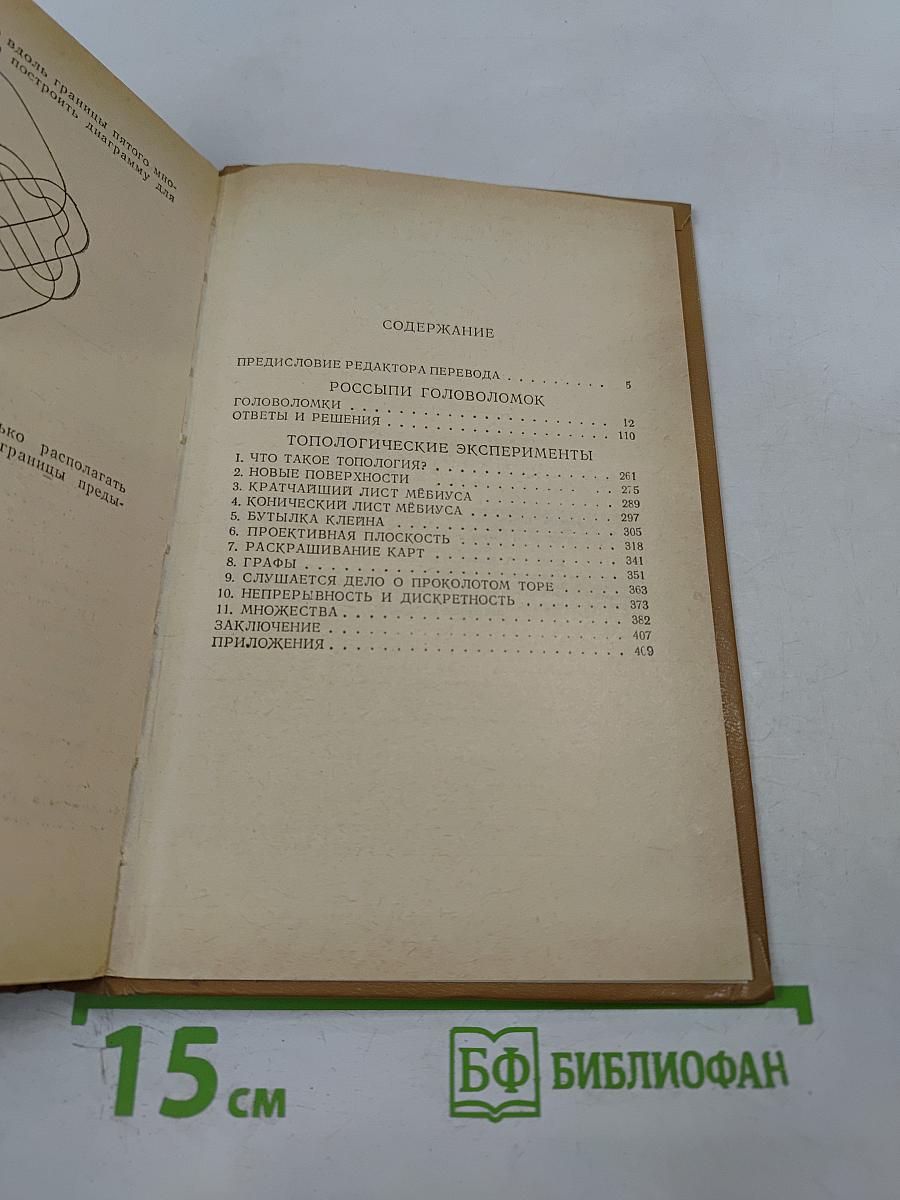 вдоль границы пятого мно-
построить диаграмму для
ько располагать
границы преды-
СОДЕРЖАНИЕ
ПРЕДИСЛОВИЕ РЕДАКТОРА ПЕРЕВОДА . . . . . . . . . 5
РОССЫПИ ГОЛОВОЛОМОК
ГОЛОВОЛОМКИ . . . . . . . . . . . . . . . . . . 12
ОТВЕТЫ И РЕШЕНИЯ . . . . . . . . . . . . . . . 110
ТОПОЛОГИЧЕСКИЕ ЭКСПЕРИМЕНТЫ
1. ЧТО ТАКОЕ ТОПОЛОГИЯ? . . . . . . . . . . . . 261
2. НОВЫЕ ПОВЕРХНОСТИ . . . . . . . . . . . . 275
3. КРАТЧАЙШИЙ ЛИСТ МЁБИУСА . . . . . . . . . 289
4. КОНИЧЕСКИЙ ЛИСТ МЁБИУСА . . . . . . . . . . 297
5. БУТЫЛКА КЛЕЙНА . . . . . . . . . . . . . . 305
6. ПРОЕКТИВНАЯ ПЛОСКОСТЬ . . . . . . . . . . . 318
7. РАСКРАШИВАНИЕ КАРТ . . . . . . . . . . . . 341
8. ГРАФЫ . . . . . . . . . . . . . . . . . . . 351
9. СЛУШАЕТСЯ ДЕЛО О ПРОКОЛОТОМ ТОРЕ . . . . . 363
10. НЕПРЕРЫВНОСТЬ И ДИСКРЕТНОСТЬ . . . . . . . . 373
11. МНОЖЕСТВА . . . . . . . . . . . . . . . . . 382
ЗАКЛЮЧЕНИЕ . . . . . . . . . . . . . . . . . . 407
ПРИЛОЖЕНИЯ . . . . . . . . . . . . . . . . . . 409
15 см
БФ БИБЛИОФАН